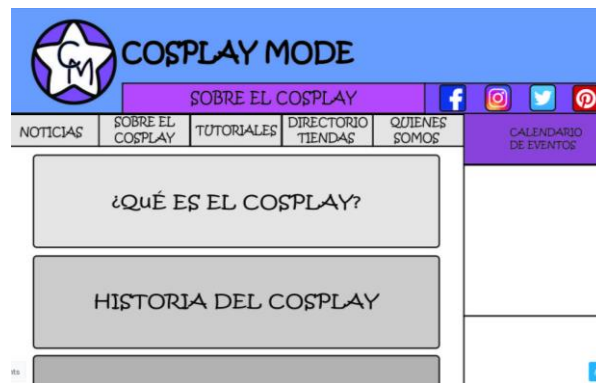 CM
COSPLAY MODE
SOBRE EL COSPLAY
NOTICIAS
SOBRE EL
COSPLAY
TUTORIALES
DIRECTORIO
TIENDAS
QUIENES
SOMOS
CALENDARIO
DE EVENTOS
¿QUÉ ES EL COSPLAY?
HISTORIA DEL COSPLAY